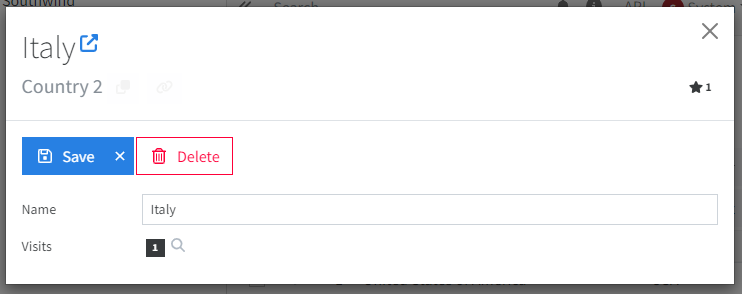 Southwind
Search
API
System
Italy
Country 2
1
Save
Delete
Name
Italy
Visits
1
United States of America